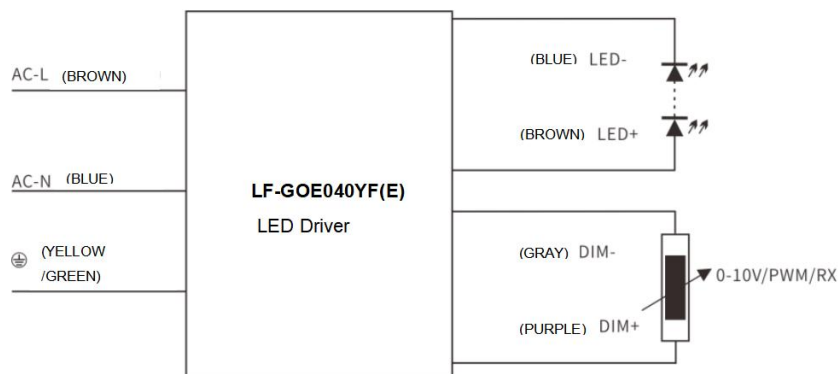 AC-L (BROWN)
AC-N (BLUE)
(YELLOW
/GREEN)
LF-GOE040YF(E)
LED Driver
(BLUE) LED-
(BROWN) LED+
(GRAY) DIM-
0-10V/PWM/RX
(PURPLE) DIM+